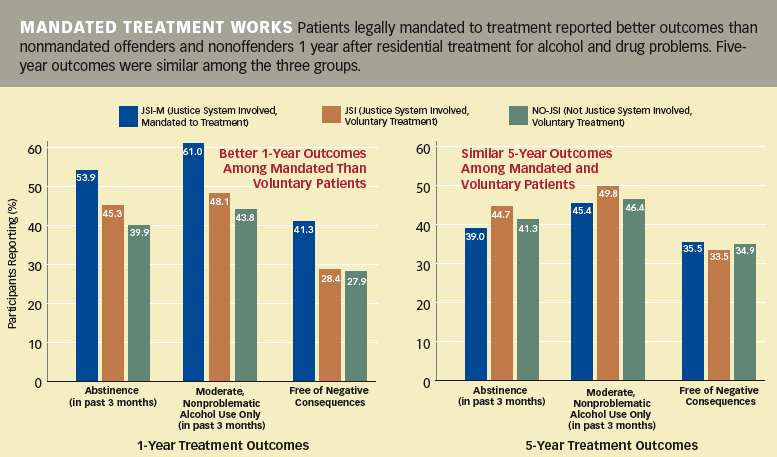 MANDATED TREATMENT WORKS Patients legally mandated to treatment reported better outcomes than
nonmandated offenders and nonoffenders 1 year after residential treatment for alcohol and drug problems. Five-
year outcomes were similar among the three groups.
JSI-M (Justice System Involved,
Mandated to Treatment)
JSI (Justice System Involved,
Voluntary Treatment)
NO-JSI (Not Justice System Involved,
Voluntary Treatment)
Participants Reporting (%)
60
50
40
30
20
10
0
Better 1-Year Outcomes
Among Mandated Than
Voluntary Patients
53.9
45.3
39.9
61.0
48.1
43.8
41.3
28.4
27.9
Abstinence
(in past 3 months)
Moderate,
Nonproblematic
Alcohol Use Only
(in past 3 months)
Free of Negative
Consequences
1-Year Treatment Outcomes
60
50
40
30
20
10
0
Similar 5-Year Outcomes
Among Mandated and
Voluntary Patients
39.0
44.7
41.3
45.4
49.8
46.4
35.5
33.5
34.9
Abstinence
(in past 3 months)
Moderate,
Nonproblematic
Alcohol Use Only
(in past 3 months)
Free of Negative
Consequences
5-Year Treatment Outcomes